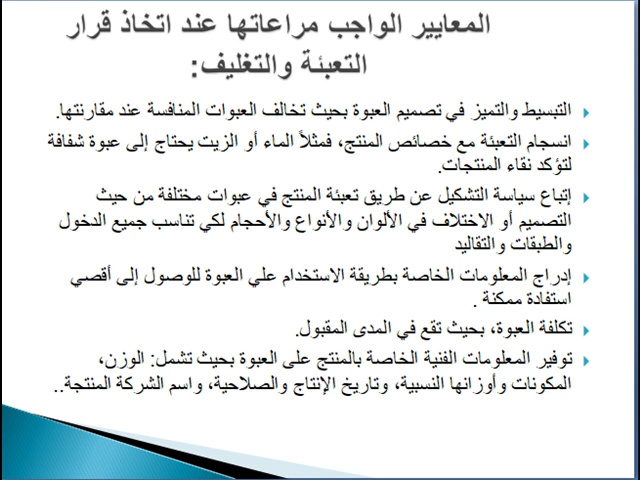 المعايير الواجب مراعاتها عند اتخاذ قرار
التعبئة والتغليف:
التبسيط والتميز في تصميم العبوة بحيث تخالف العبوات المنافسة عند مقارنتها.
انسجام التعبئة مع خصائص المنتج، فمثلاً الماء أو الزيت يحتاج إلى عبوة شفافة
لتؤكد نقاء المنتجات.
إتباع سياسة التشكيل عن طريق تعبئة المنتج في عبوات مختلفة من حيث
التصميم أو الاختلاف في الألوان والأنواع والأحجام لكي تناسب جميع الدخول
والطبقات والتقاليد
إدراج المعلومات الخاصة بطريقة الاستخدام علي العبوة للوصول إلى أقصي
استفادة ممكنة .
تكلفة العبوة، بحيث تقع في المدى المقبول.
توفير المعلومات الفنية الخاصة بالمنتج على العبوة بحيث تشمل: الوزن،
المكونات وأوزانها النسبية، وتاريخ الإنتاج والصلاحية، واسم الشركة المنتجة..